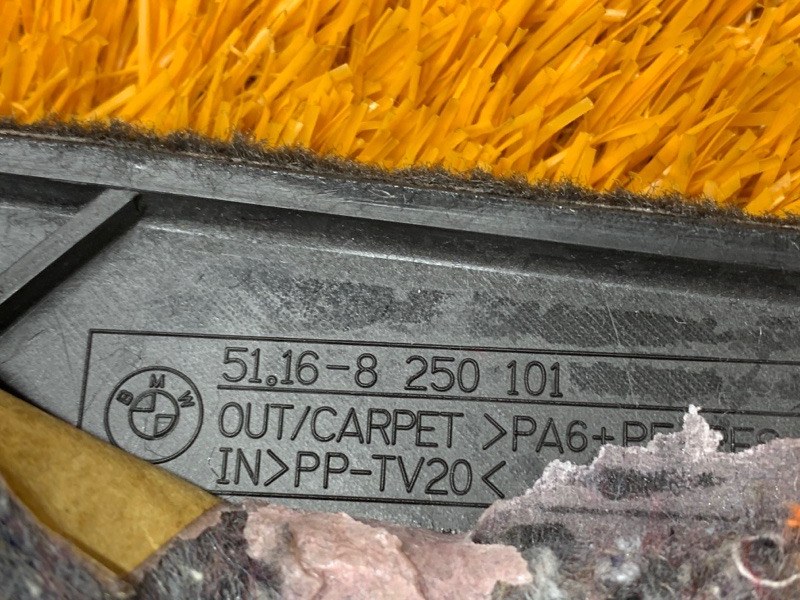 BMW
51.16-8 250 101
OUT/CARPET >PA6+
IN>PP-TV20<